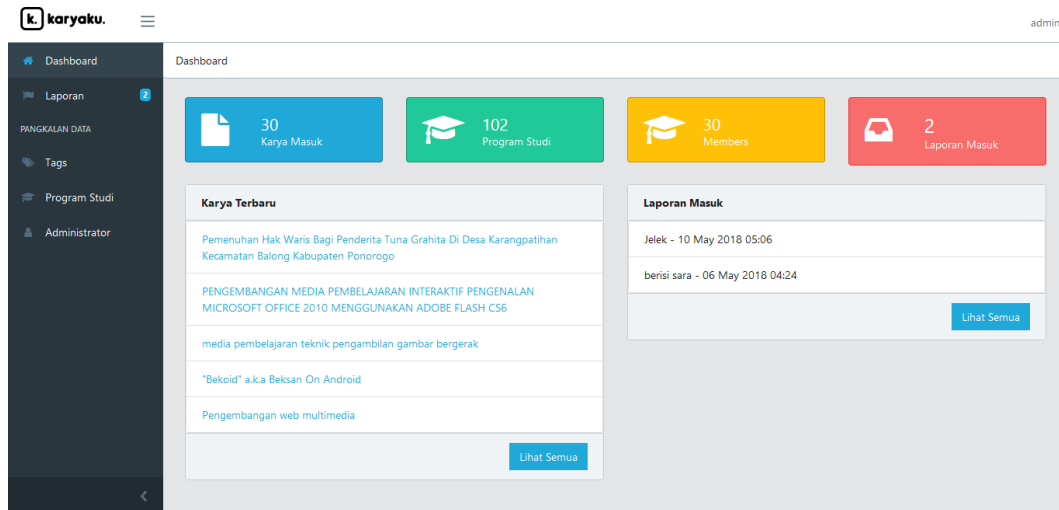 k. karyaku.
admin
Dashboard
Laporan 2
PANGKALAN DATA
Tags
Program Studi
Administrator
Dashboard
30
Karya Masuk
102
Program Studi
30
Members
2
Laporan Masuk
Karya Terbaru
Pemenuhan Hak Waris Bagi Penderita Tuna Grahita Di Desa Karangpatihan
Kecamatan Balong Kabupaten Ponorogo
PENGEMBANGAN MEDIA PEMBELAJARAN INTERAKTIF PENGENALAN
MICROSOFT OFFICE 2010 MENGGUNAKAN ADOBE FLASH CS6
media pembelajaran teknik pengambilan gambar bergerak
"Bekoid" a.k.a Beksan On Android
Pengembangan web multimedia
Lihat Semua
Laporan Masuk
Jelek - 10 May 2018 05:06
berisi sara - 06 May 2018 04:24
Lihat Semua